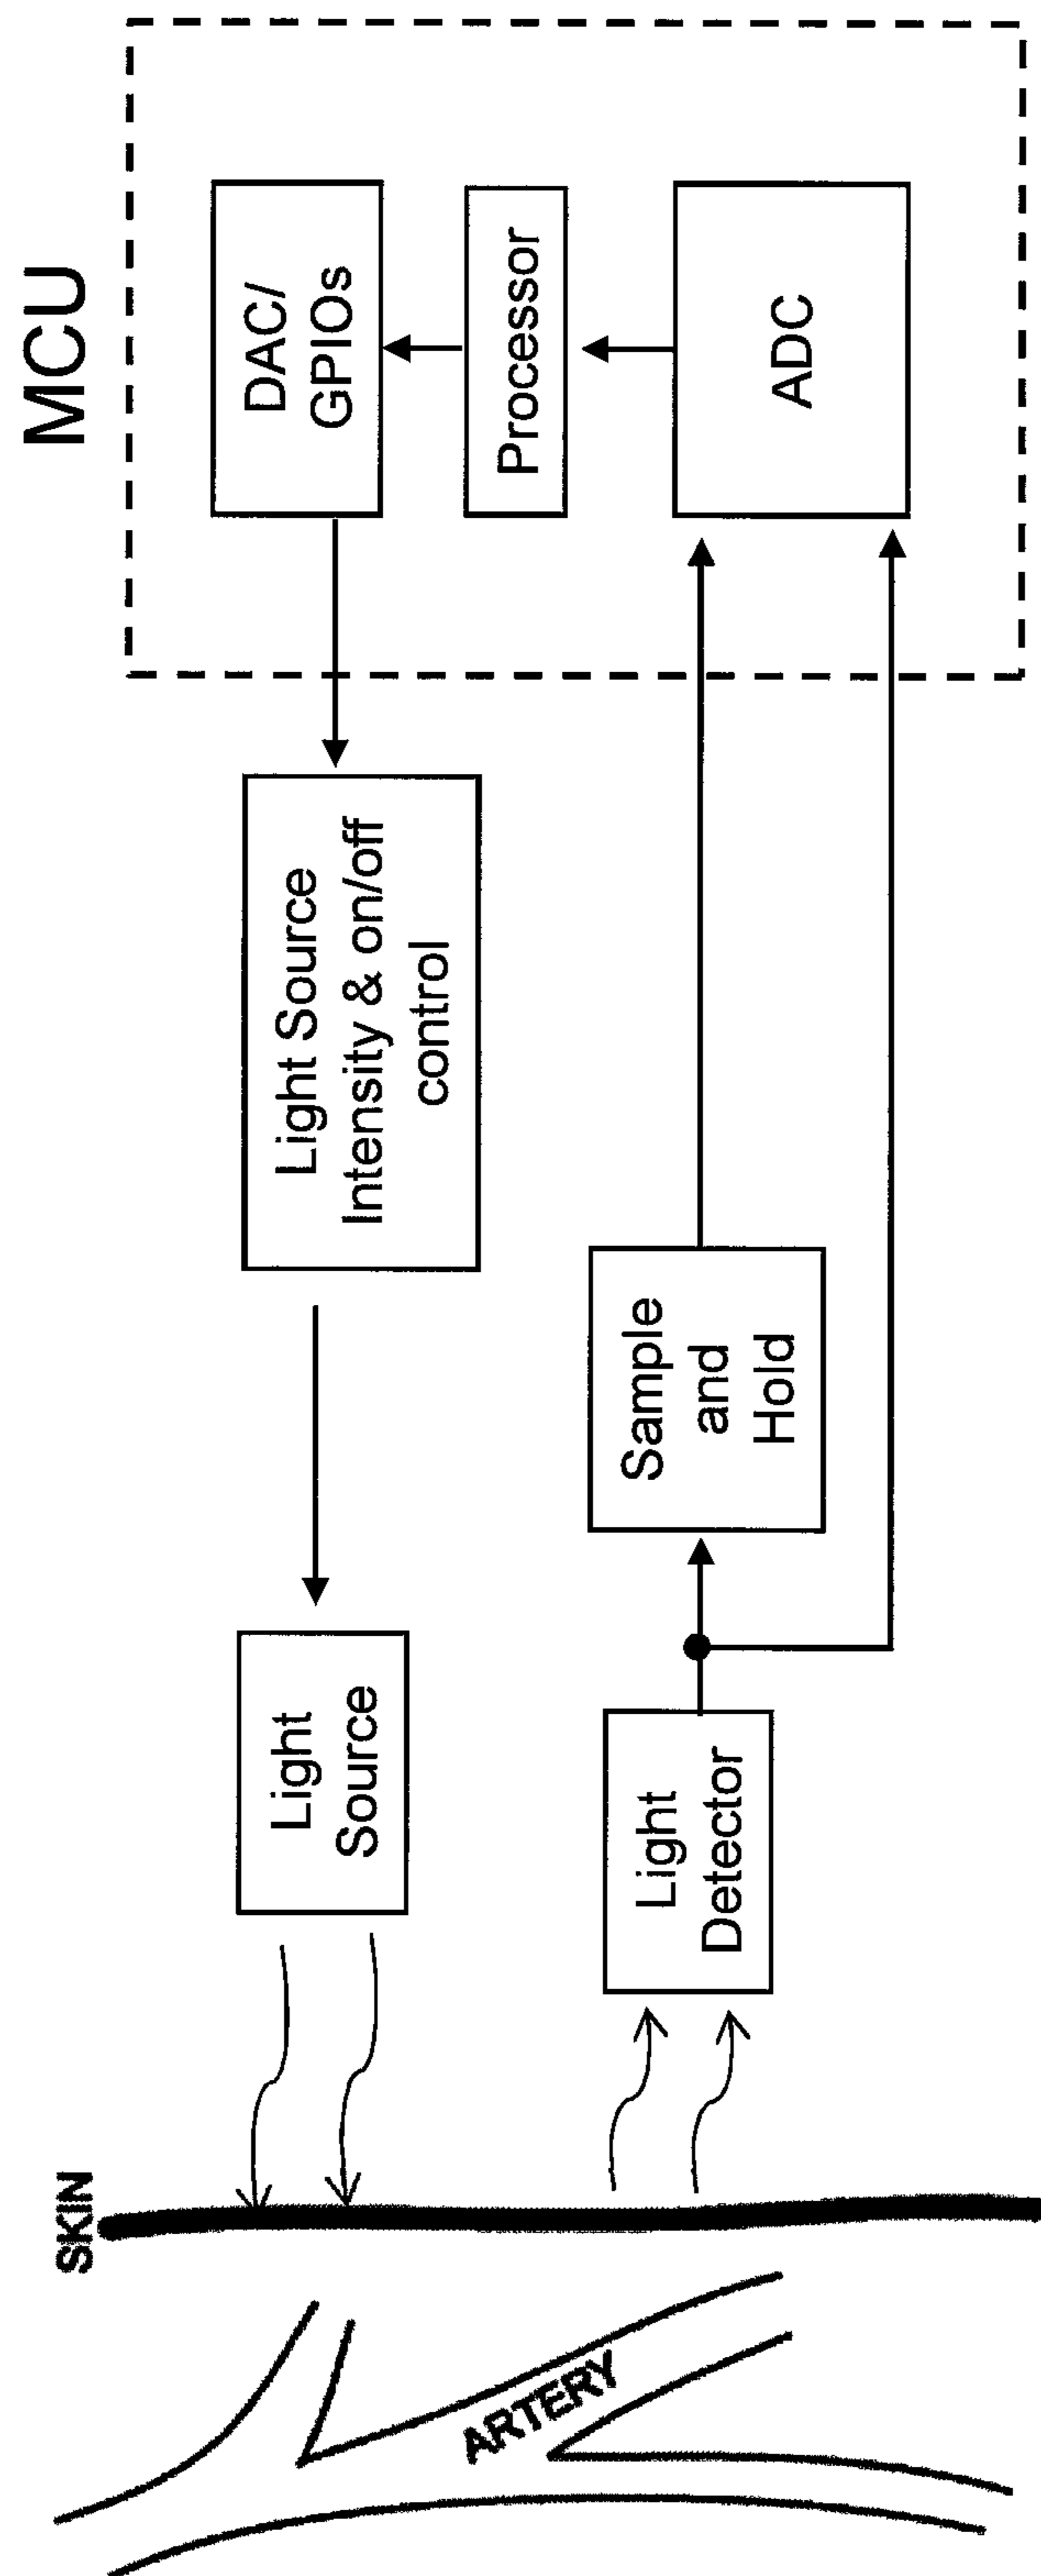 MCU
DAC/
GPIOs
Processor
ADC
Light Source
Intensity & on/off
control
Sample
and
Hold
Light
Source
Light
Detector
SKIN
ARTERY